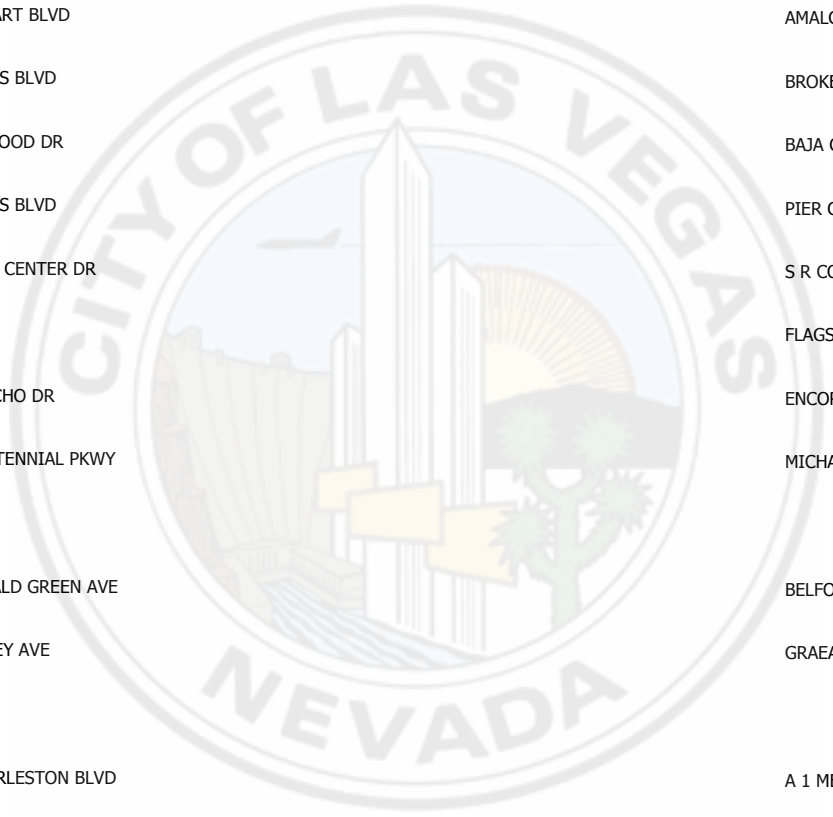 ART BLVD AMALG
S BLVD BROKE
OOD DR BAJA C
S BLVD PIER C
CENTER DR S R CO
FLAGS
CHO DR ENCOR
TENNIAL PKWY MICHA
ALD GREEN AVE BELFO
EY AVE GRAEA
RLESTON BLVD A 1 ME
CITY OF LAS VEGAS
NEVADA